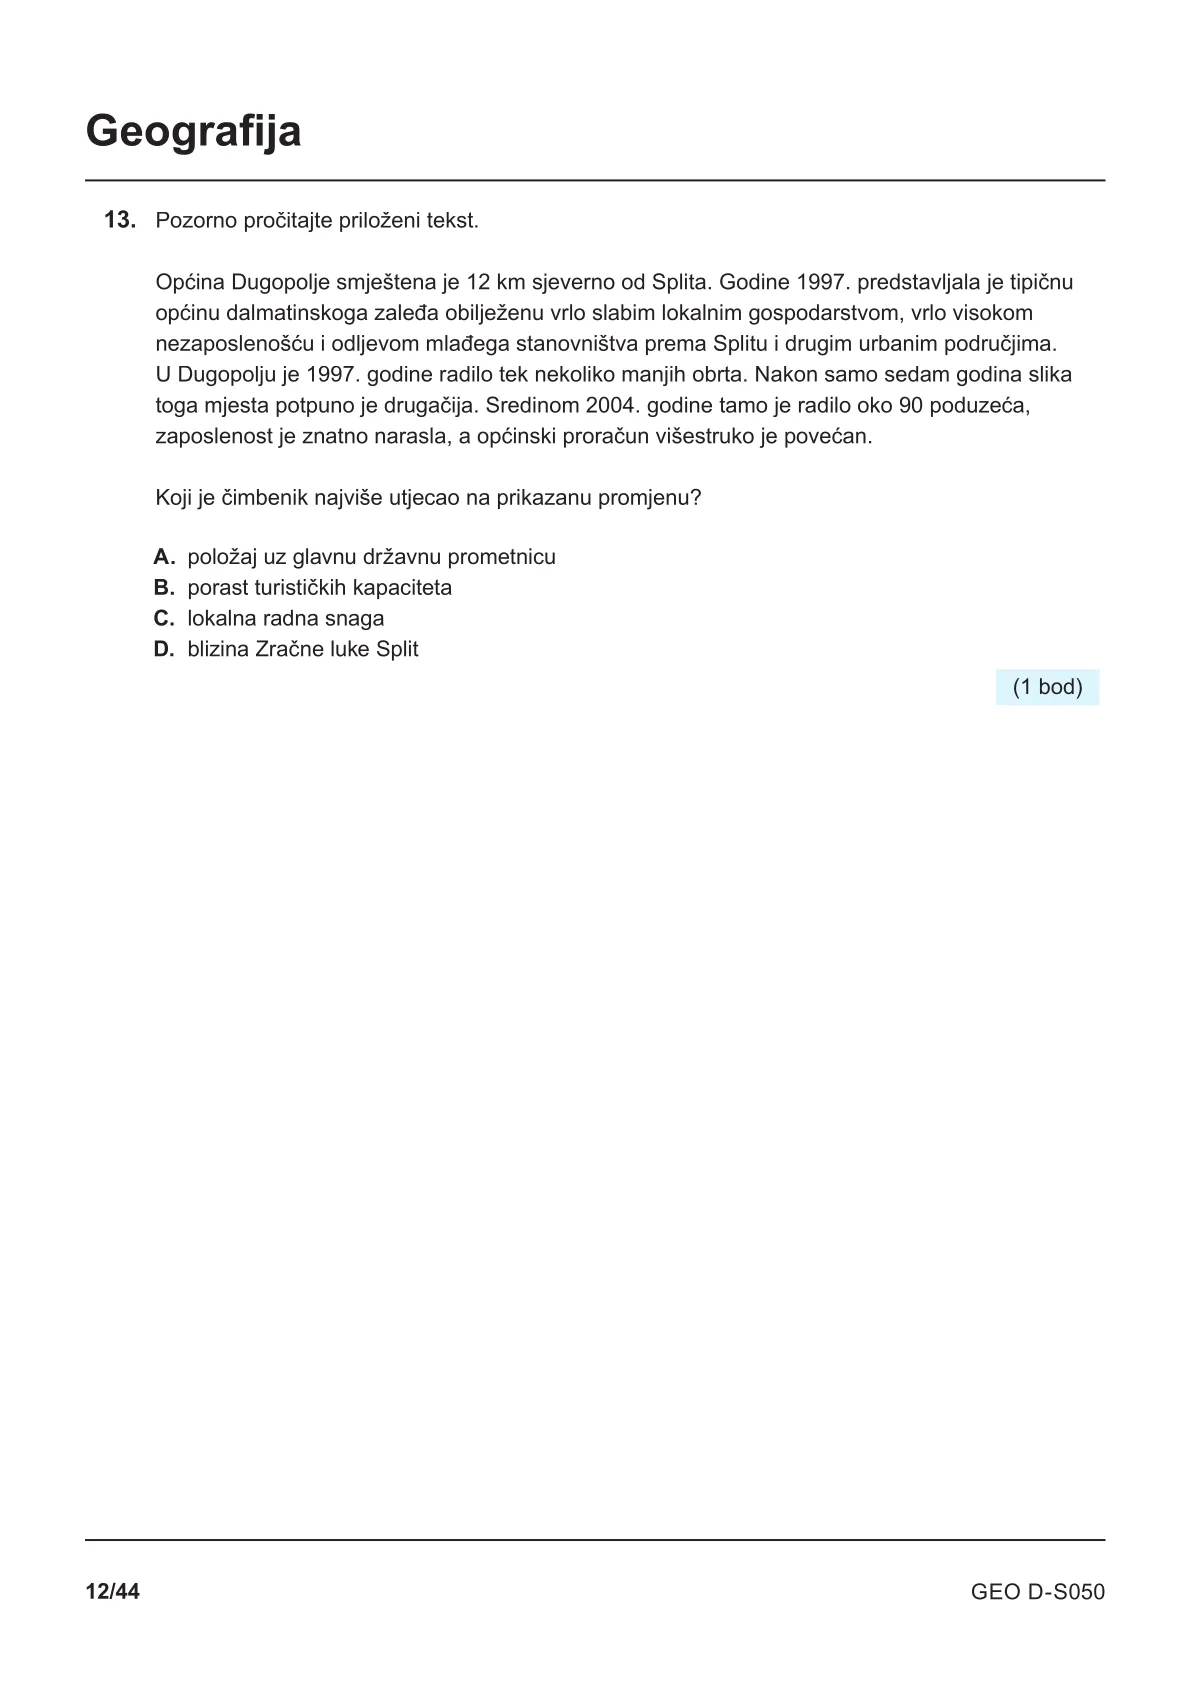 Geografija
13. Pozorno pročitajte priloženi tekst.
Općina Dugopolje smještena je 12 km sjeverno od Splita. Godine 1997. predstavljala je tipičnu
općinu dalmatinskoga zaleđa obilježenu vrlo slabim lokalnim gospodarstvom, vrlo visokom
nezaposlenošću i odljevom mlađega stanovništva prema Splitu i drugim urbanim područjima.
U Dugopolju je 1997. godine radilo tek nekoliko manjih obrta. Nakon samo sedam godina slika
toga mjesta potpuno je drugačija. Sredinom 2004. godine tamo je radilo oko 90 poduzeća,
zaposlenost je znatno narasla, a općinski proračun višestruko je povećan.
Koji je čimbenik najviše utjecao na prikazanu promjenu?
A. položaj uz glavnu državnu prometnicu
B. porast turističkih kapaciteta
C. lokalna radna snaga
D. blizina Zračne luke Split
(1 bod)
12/44
GEO D-S050